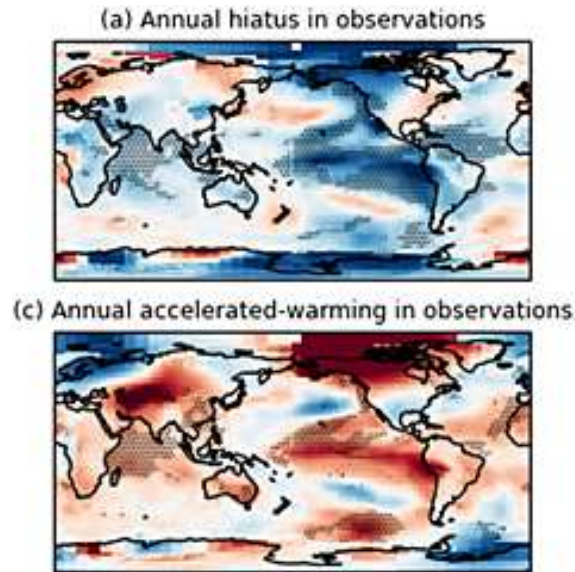 (a) Annual hiatus in observations
(c) Annual accelerated-warming in observations